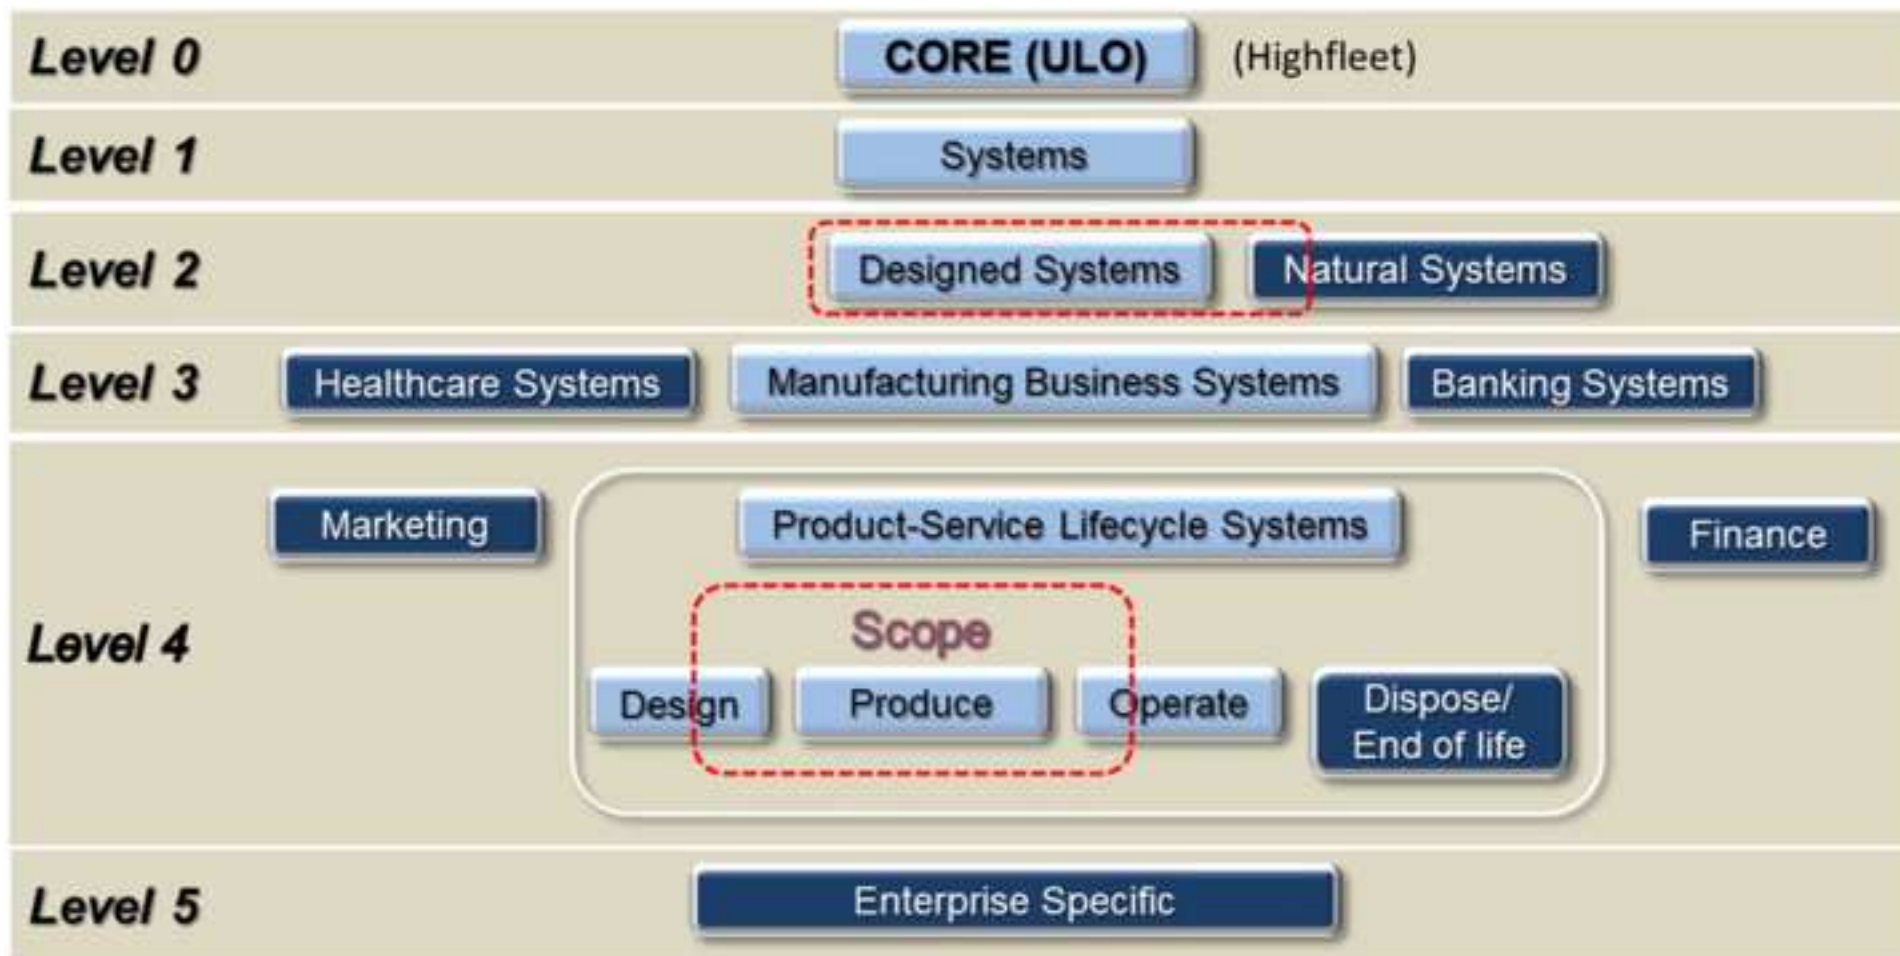 Level 0
CORE (ULO)
(Highfleet)
Level 1
Systems
Level 2
Designed Systems
Natural Systems
Level 3
Healthcare Systems
Manufacturing Business Systems
Banking Systems
Level 4
Marketing
Product-Service Lifecycle Systems
Finance
Scope
Design
Produce
Operate
Dispose/
End of life
Level 5
Enterprise Specific